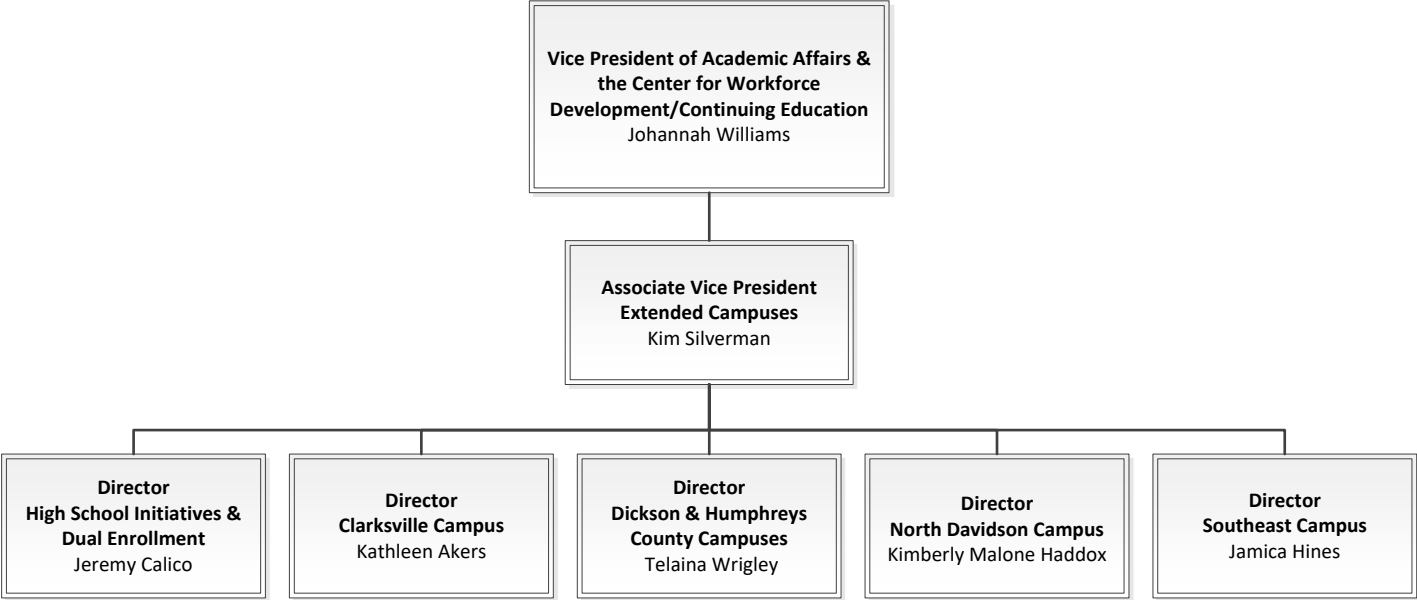 Vice President of Academic Affairs &
the Center for Workforce
Development/Continuing Education
Johannah Williams
Associate Vice President
Extended Campuses
Kim Silverman
Director
High School Initiatives &
Dual Enrollment
Jeremy Calico
Director
Clarksville Campus
Kathleen Akers
Director
Dickson & Humphreys
County Campuses
Telaina Wrigley
Director
North Davidson Campus
Kimberly Malone Haddox
Director
Southeast Campus
Jamica Hines